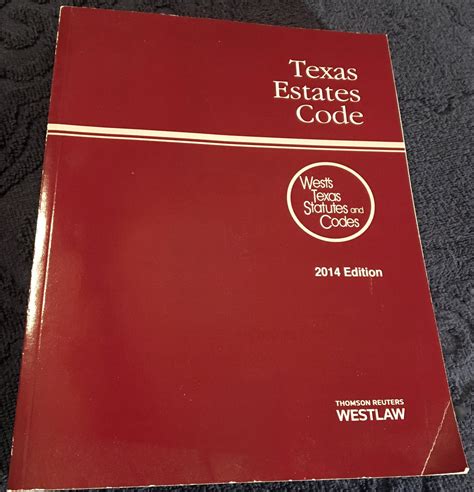 Texas
Estates
Code
West's
Texas
Statutes and
Codes
2014 Edition
THOMSON REUTERS
WESTLAW